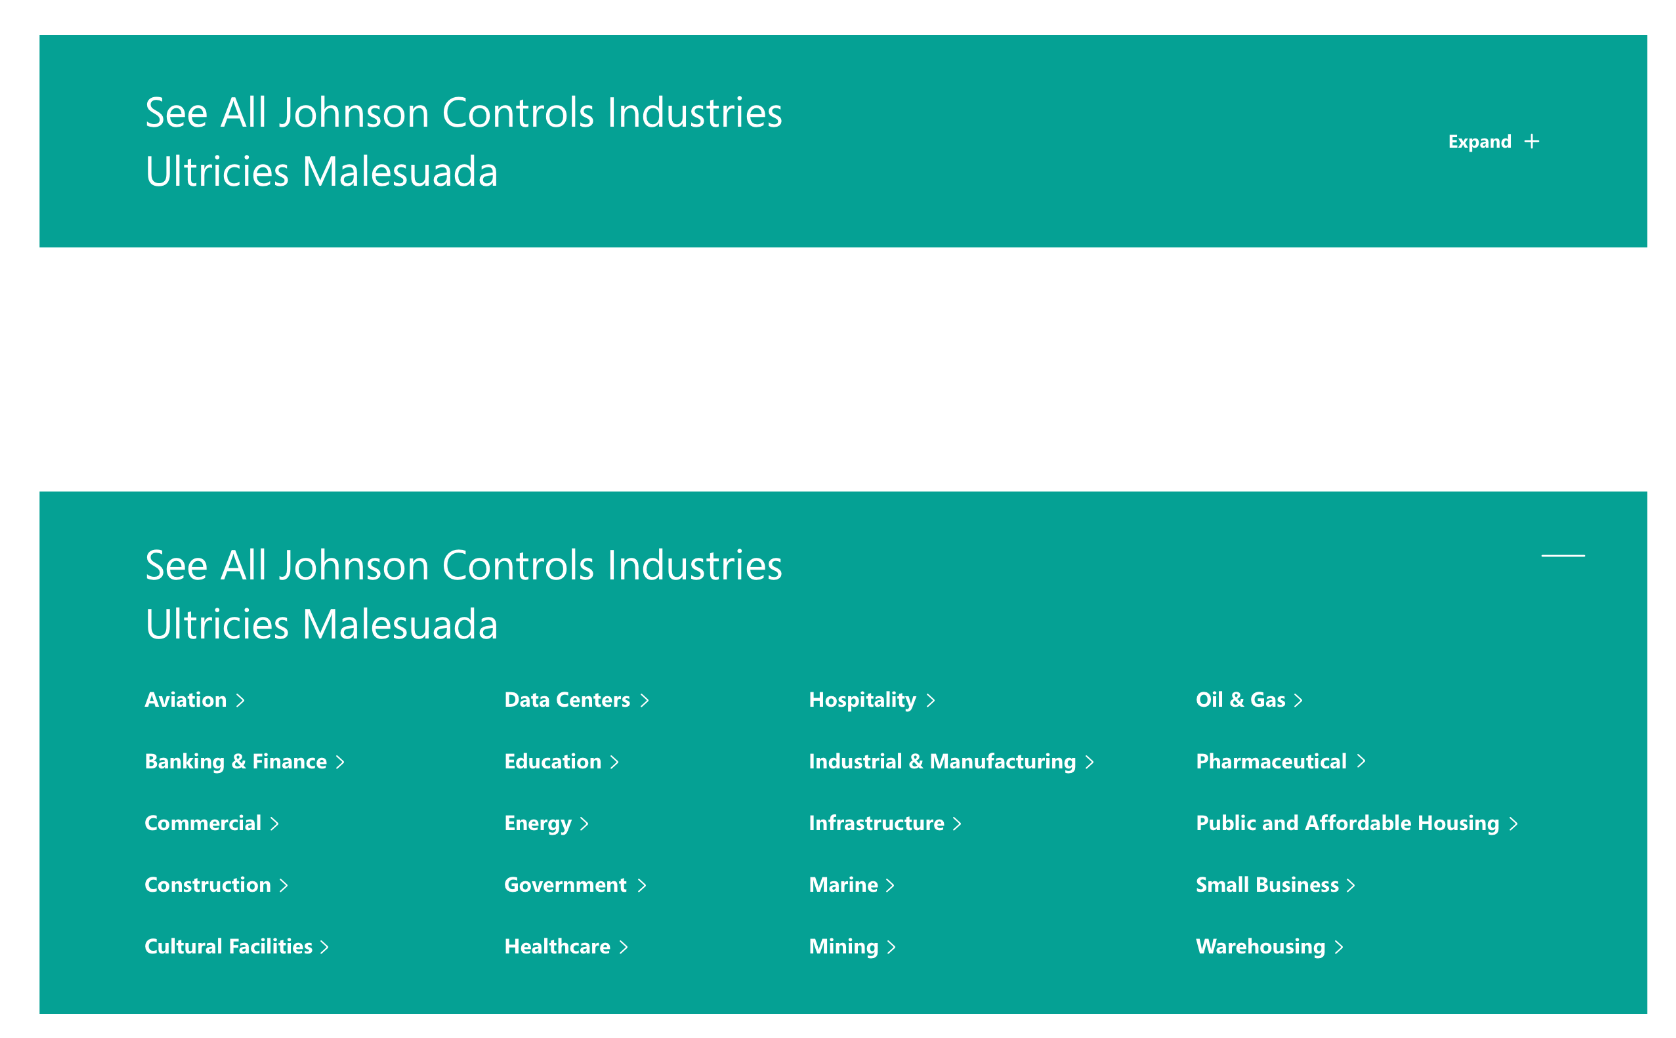 See All Johnson Controls Industries
Ultricies Malesuada
Expand +
See All Johnson Controls Industries
Ultricies Malesuada
Aviation >
Data Centers >
Hospitality >
Oil & Gas >
Banking & Finance >
Education >
Industrial & Manufacturing >
Pharmaceutical >
Commercial >
Energy >
Infrastructure >
Public and Affordable Housing >
Construction >
Government >
Marine >
Small Business >
Cultural Facilities >
Healthcare >
Mining >
Warehousing >